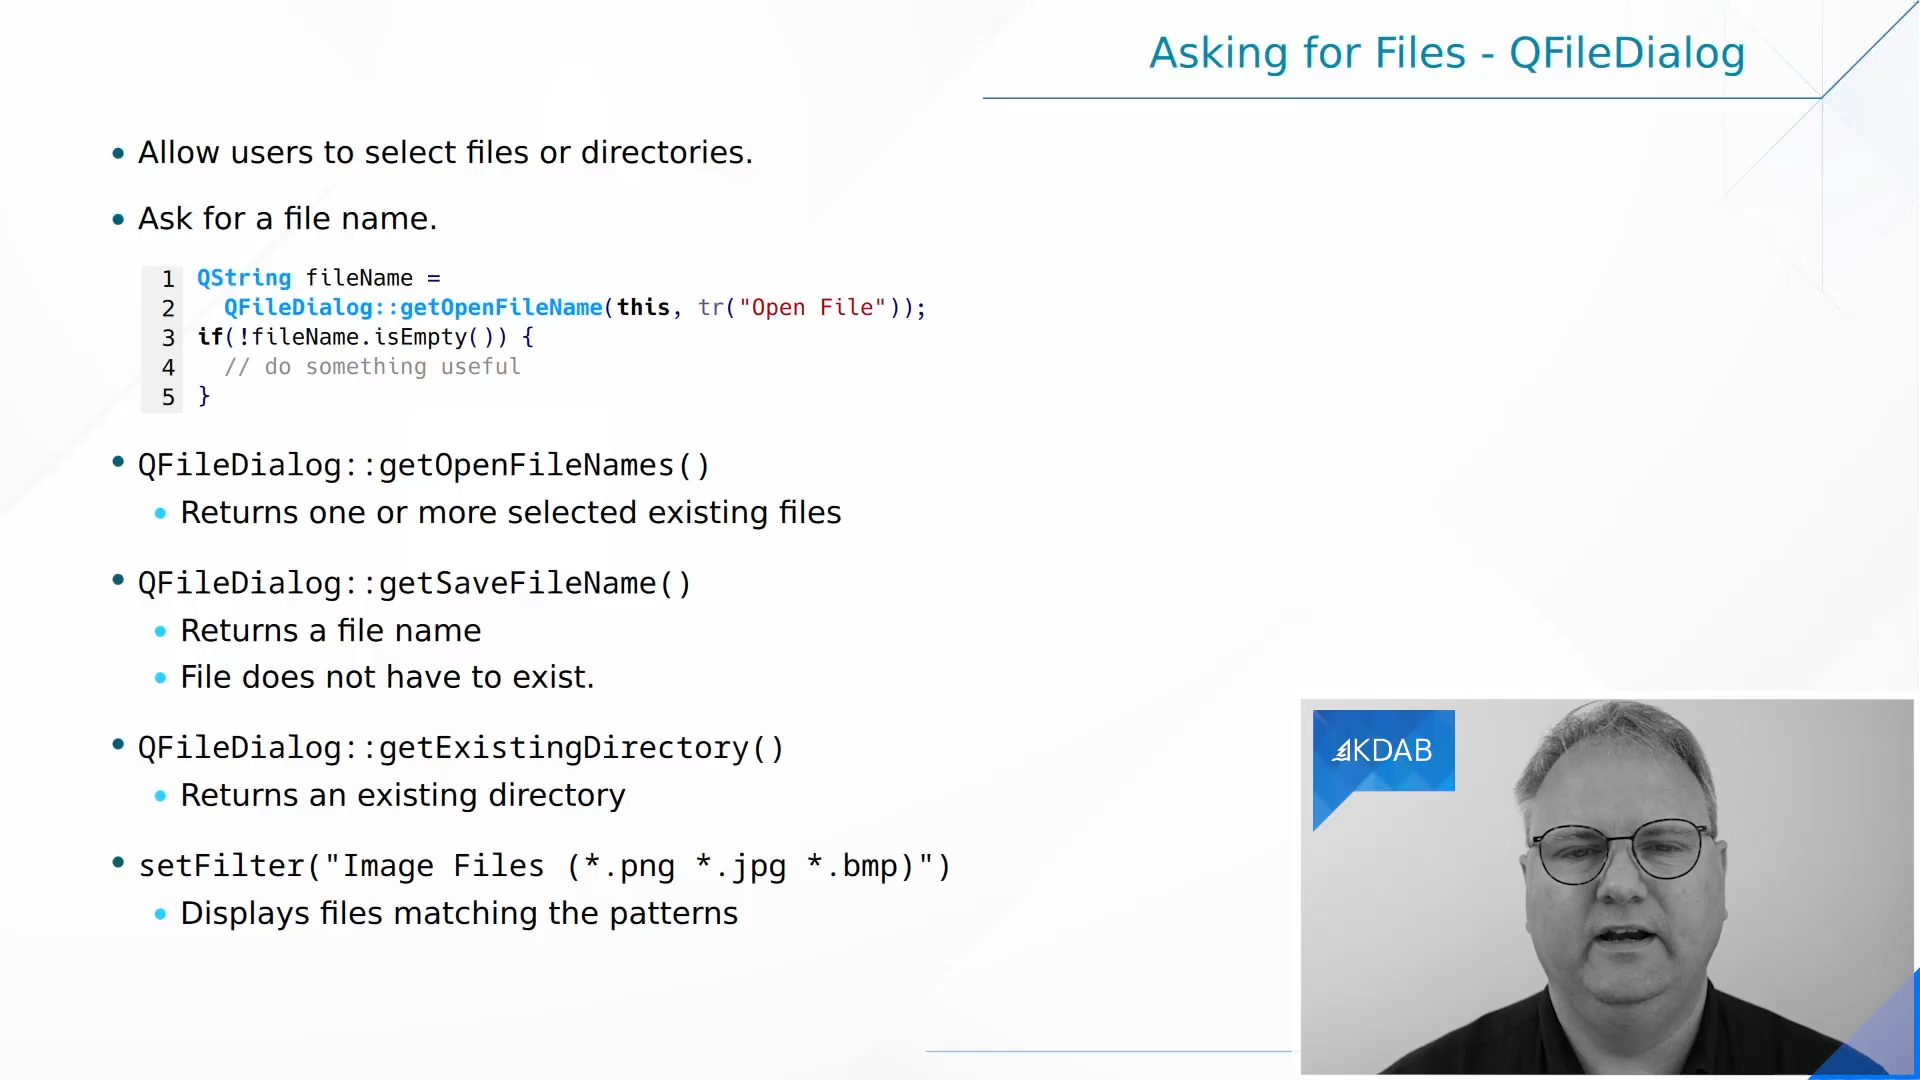 Asking for Files - QFileDialog
Allow users to select files or directories.
Ask for a file name.
1 QString fileName =
2 QFileDialog::getOpenFileName(this, tr("Open File"));
3 if(!fileName.isEmpty()) {
4 // do something useful
5 }
QFileDialog::getOpenFileNames()
Returns one or more selected existing files
QFileDialog::getSaveFileName()
Returns a file name
File does not have to exist.
QFileDialog::getExistingDirectory()
Returns an existing directory
setFilter("Image Files (*.png *.jpg *.bmp)")
Displays files matching the patterns
KDAB